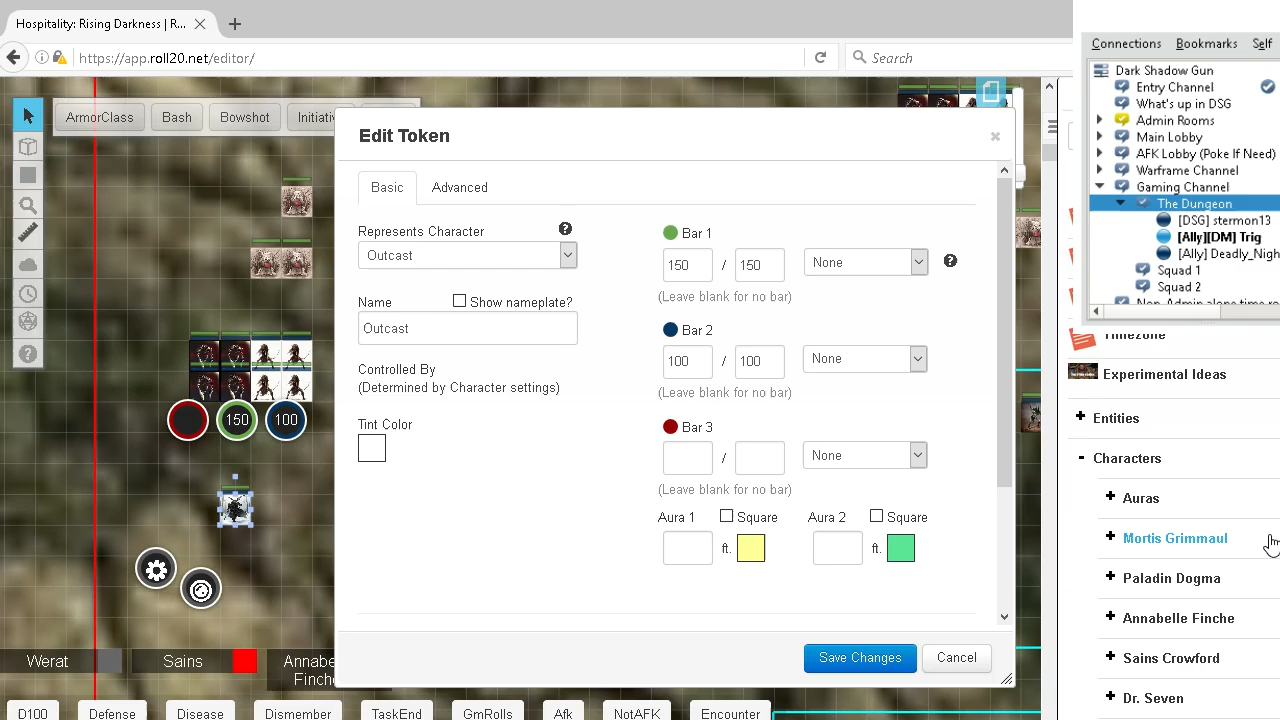 Hospitality: Rising Darkness | R...
https://app.roll20.net/editor/
Search
Connections Bookmarks Self
Dark Shadow Gun
Entry Channel
What's up in DSG
Admin Rooms
Main Lobby
AFK Lobby (Poke If Need)
Warframe Channel
Gaming Channel
The Dungeon
[DSG] stermon13
[Ally][DM] Trig
[Ally] Deadly_Nigh
Squad 1
Squad 2
ArmorClass Bash Bowshot
Edit Token
Basic Advanced
Represents Character
Outcast
Name Show nameplate?
Outcast
Controlled By
(Determined by Character settings)
Tint Color
Bar 1
150 / 150 None
(Leave blank for no bar)
Bar 2
100 / 100 None
(Leave blank for no bar)
Bar 3
/ None
(Leave blank for no bar)
Aura 1 Square Aura 2 Square
ft. ft.
Save Changes Cancel
150 100
Timezone
Experimental Ideas
Entities
Characters
Auras
Mortis Grimmaul
Paladin Dogma
Annabelle Finche
Sains Crowford
Dr. Seven
Werat Sains Annabe
Finche
D100 Defense Disease TaskEnd GmRolls Afk NotAFK Encounter